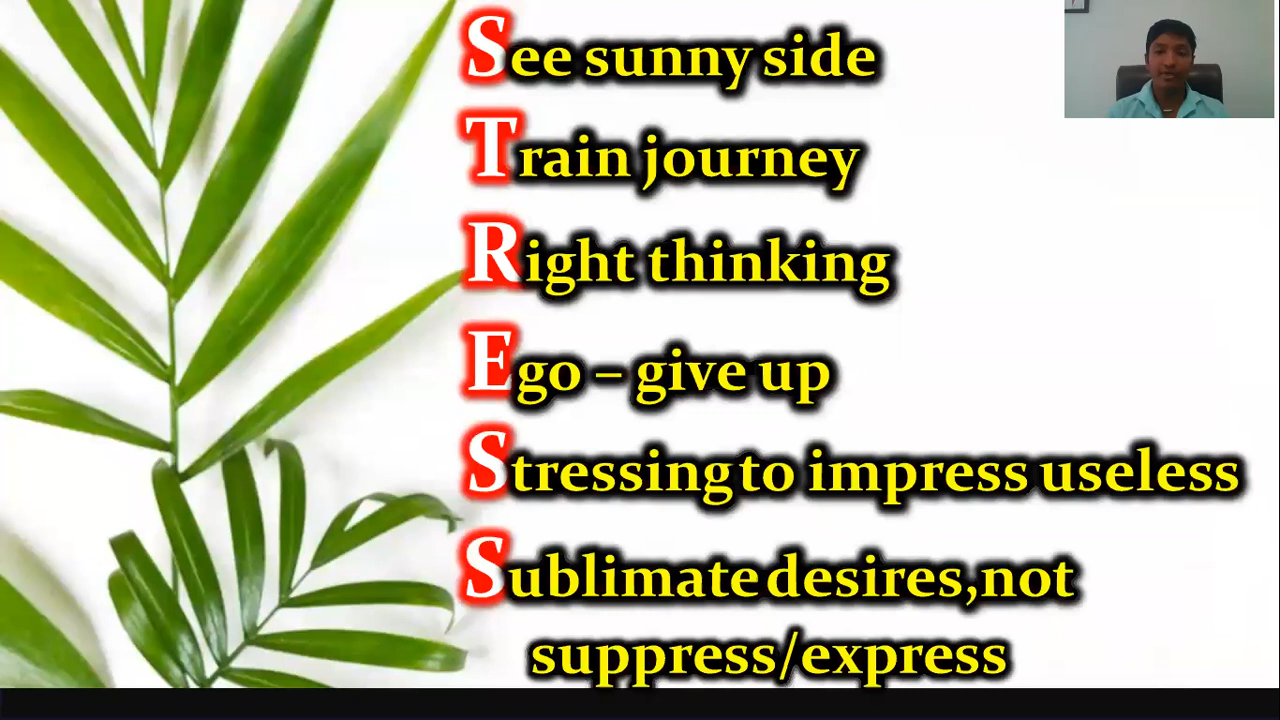 See sunny side
Train journey
Right thinking
Ego – give up
Stressing to impress useless
Sublimate desires,not
suppress/express